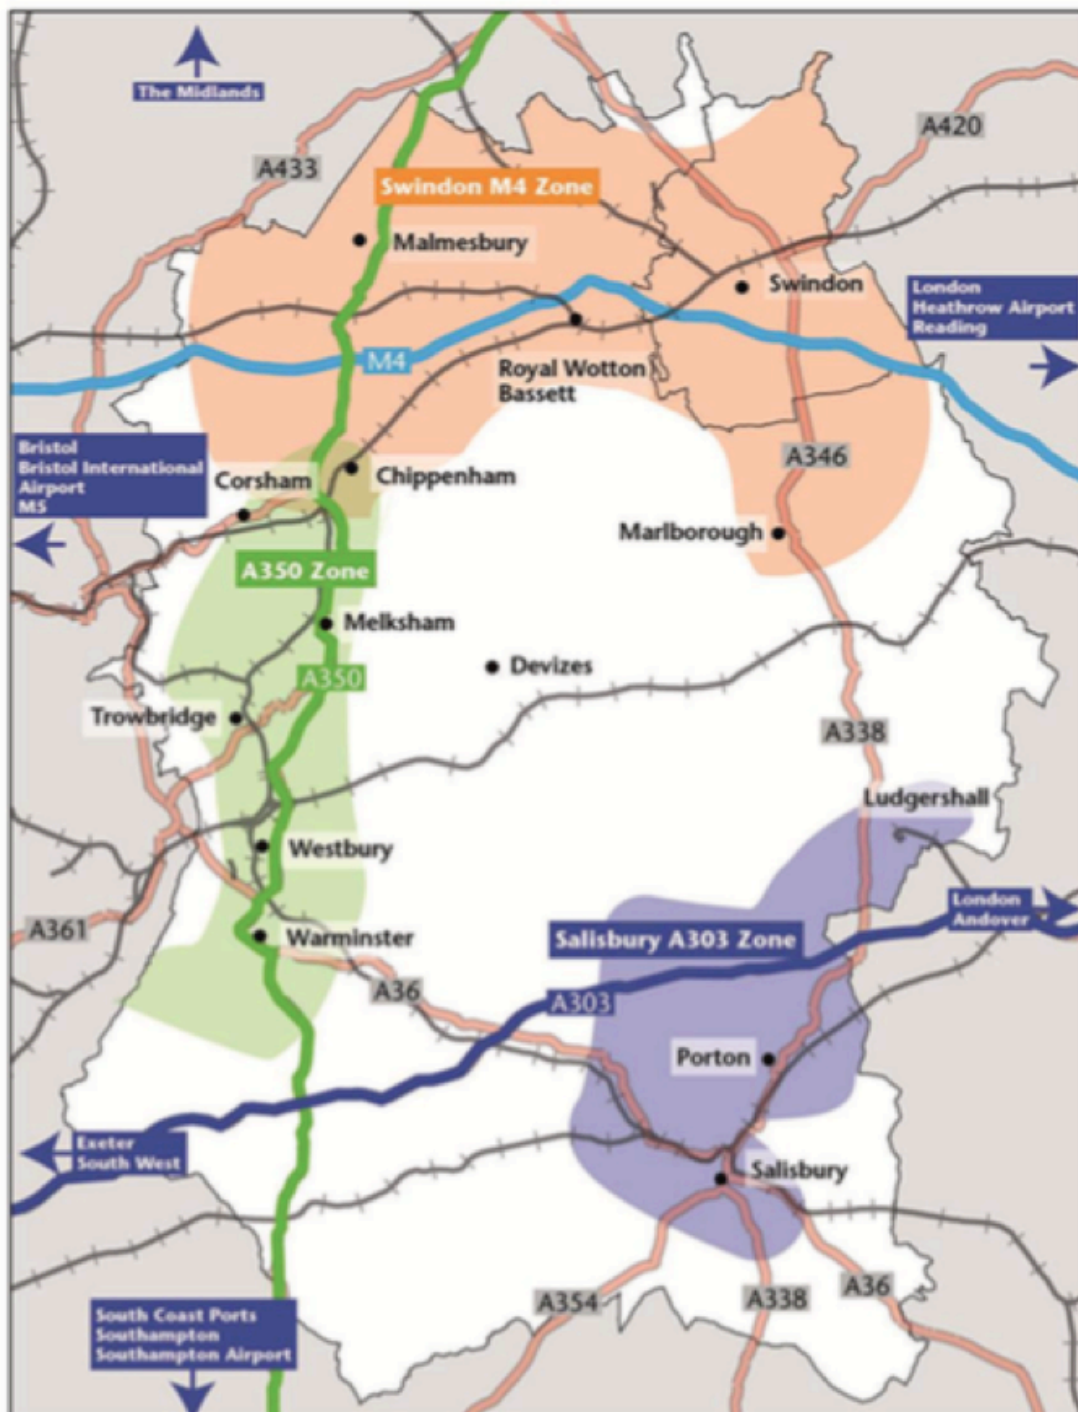 The Midlands
A420
A433
Swindon M4 Zone
Malmesbury
Swindon
London
Heathrow Airport
Reading
M4
Royal Wotton
Bassett
Bristol
Bristol International
Airport
M5
Corsham
Chippenham
A346
Marlborough
A350 Zone
Melksham
Devizes
A350
Trowbridge
A338
Ludgershall
Westbury
London
Andover
A361
Warminster
Salisbury A303 Zone
A36
A303
Porton
Exeter
South West
Salisbury
South Coast Ports
Southampton
Southampton Airport
A354
A338
A36